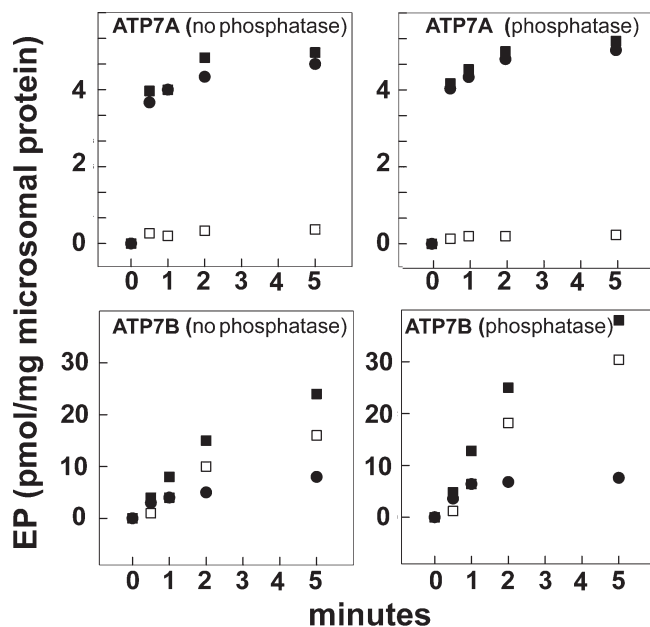 ATP7A (no phosphatase)
ATP7A (phosphatase)
4
2
0
4
2
0
0 1 2 3 4 5
0 1 2 3 4 5
ATP7B (no phosphatase)
ATP7B (phosphatase)
30
20
10
0
30
20
10
0
0 1 2 3 4 5
0 1 2 3 4 5
EP (pmol/mg microsomal protein)
minutes